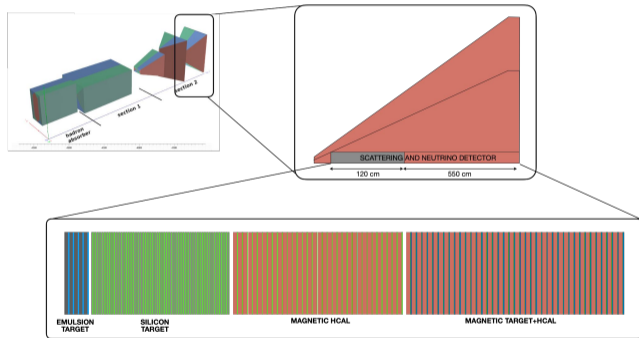 section 2
section 1
hadron
absorber
SCATTERING AND NEUTRINO DETECTOR
120 cm
550 cm
EMULSION
TARGET
SILICON
TARGET
MAGNETIC HCAL
MAGNETIC TARGET+HCAL